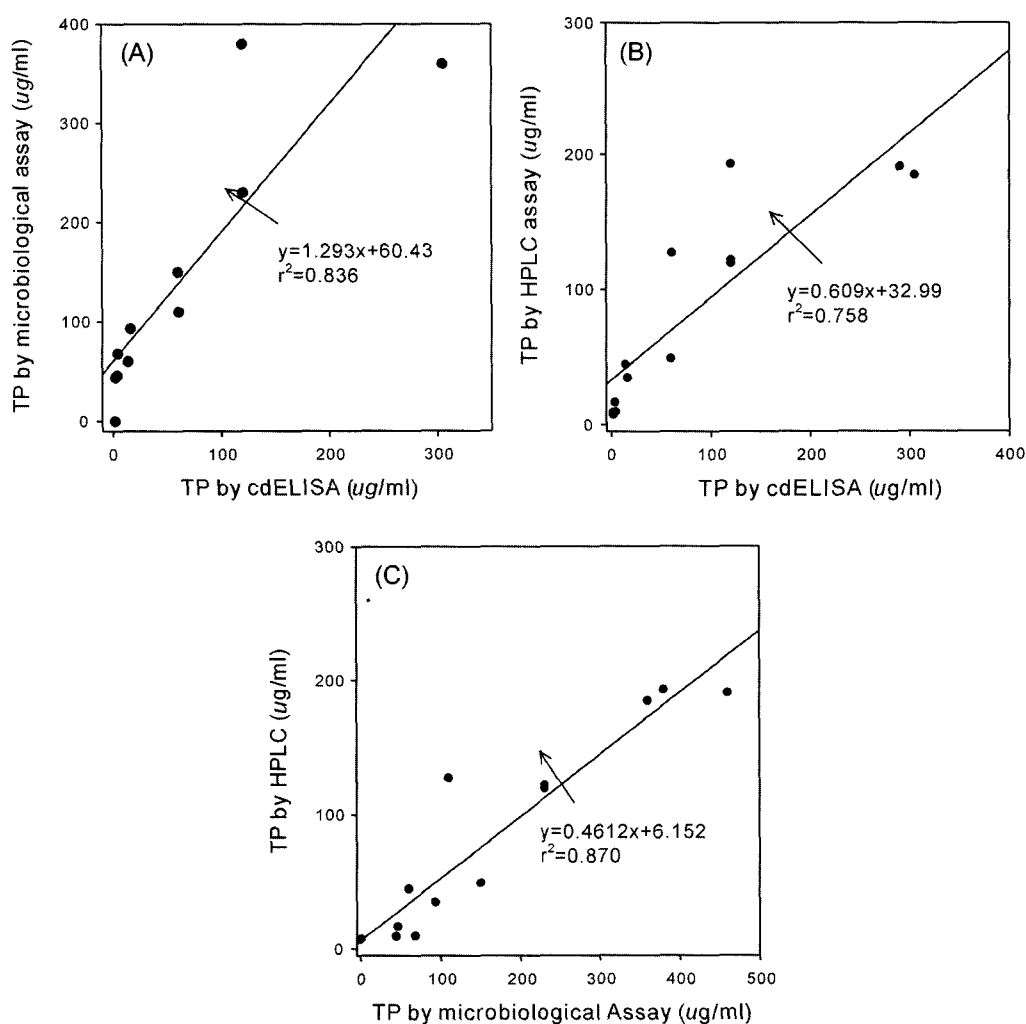 (A)
TP by microbiological assay (ug/ml)
400
300
200
100
0
y=1.293x+60.43
r²=0.836
0 100 200 300
TP by cdELISA (ug/ml)
(B)
TP by HPLC assay (ug/ml)
300
200
100
0
y=0.609x+32.99
r²=0.758
0 100 200 300 400
TP by cdELISA (ug/ml)
(C)
TP by HPLC (ug/ml)
300
200
100
0
y=0.4612x+6.152
r²=0.870
0 100 200 300 400 500
TP by microbiological Assay (ug/ml)